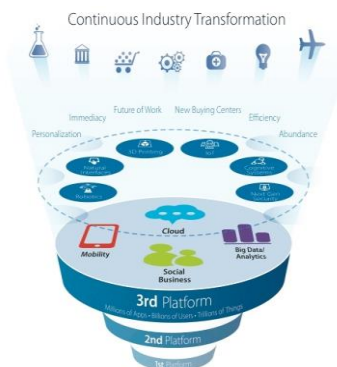 Continuous Industry Transformation
Future of Work
New Buying Centers
Immediacy
Efficiency
Personalization
Abundance
3D Printing
IoT
Natural
Interfaces
Cognitive
Systems
Robotics
Next Gen
Security
Cloud
Mobility
Big Data/
Analytics
Social
Business
3rd Platform
Millions of Apps • Billions of Users • Trillions of Things
2nd Platform
1st Platform